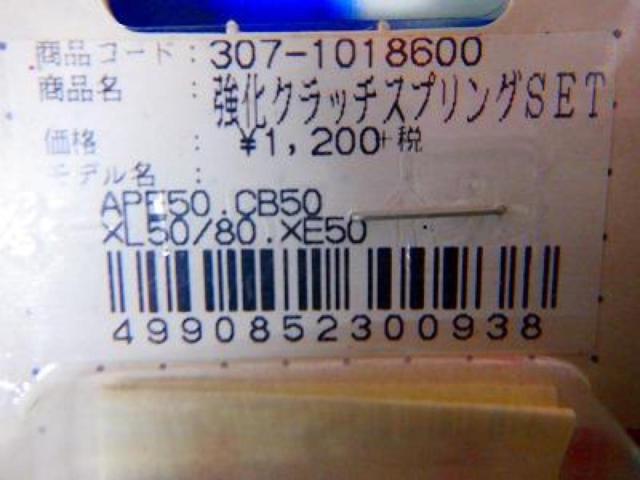 商品コード：307-1018600
商品名　：強化クラッチスプリングSET
価格　：¥1,200+税
モデル名　：
APE50.CB50
XL50/80.XE50
4990852300938